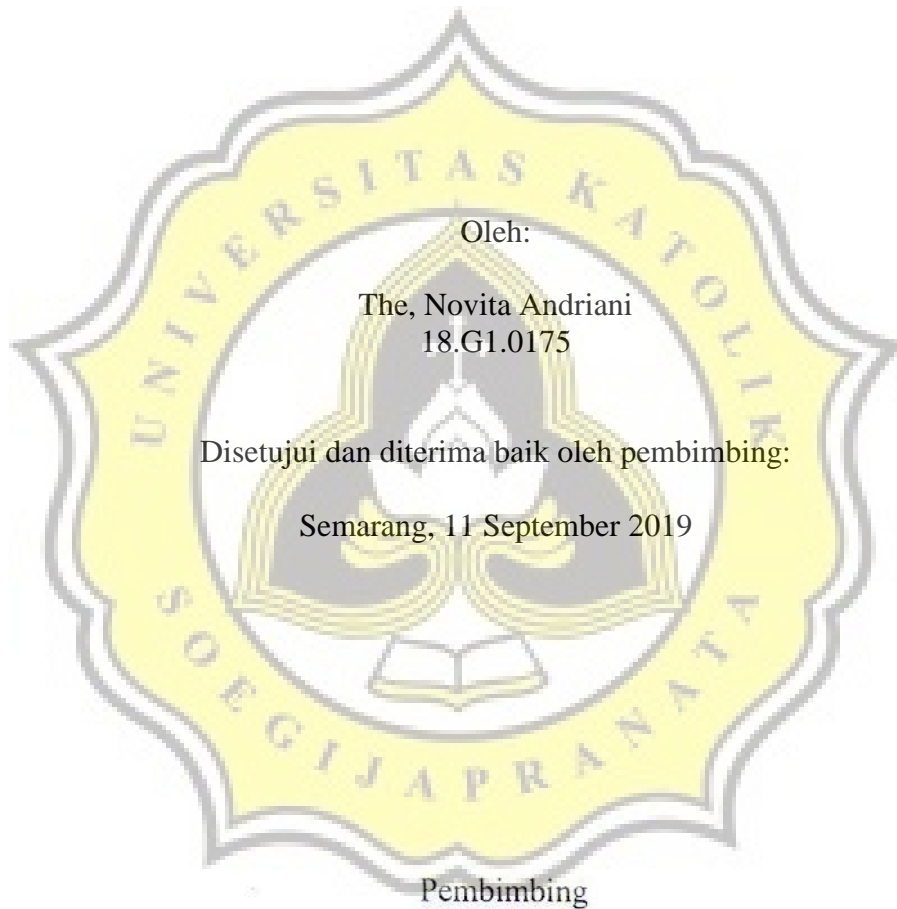 UNIVERSITAS KATOLIK
SOEGIJAPRANATA
Oleh:
The, Novita Andriani
18.G1.0175
Disetujui dan diterima baik oleh pembimbing:
Semarang, 11 September 2019
Pembimbing